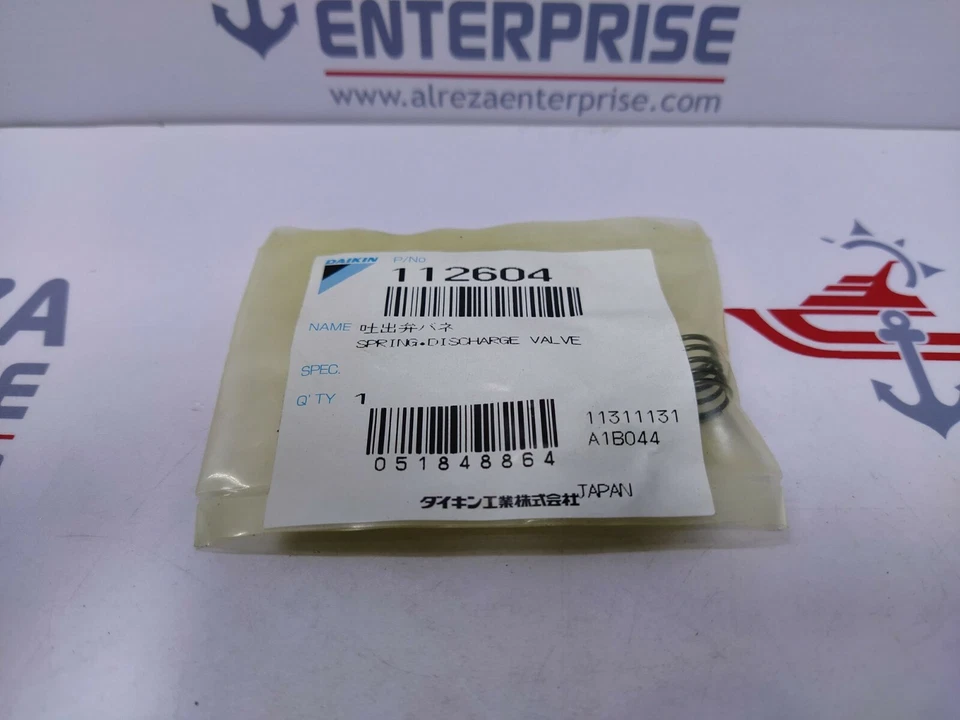 ENTERPRISE
www.alrezaenterprise.com
ZA
E
DAIKIN
P/No
112604
NAME 吐出弁バネ
SPRING.DISCHARGE VALVE
SPEC.
Q'TY 1
051848864
11311131
A1B044
ダイキン工業株式会社 JAPAN